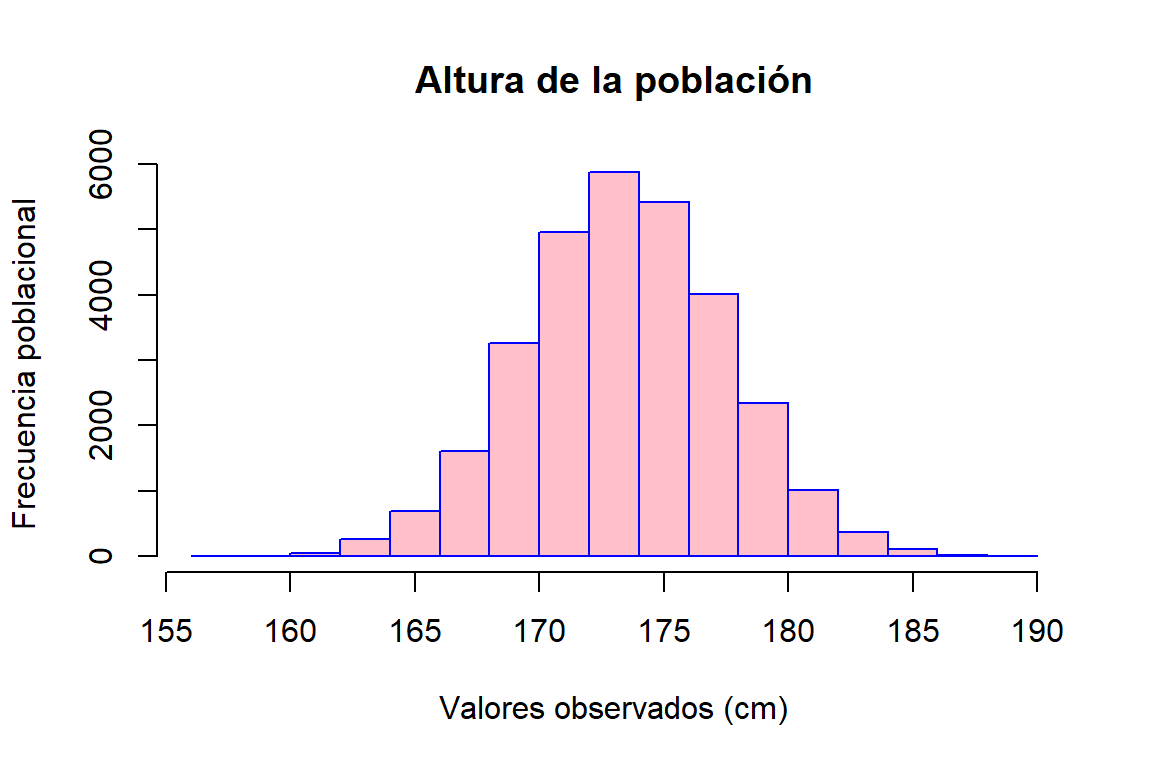 Altura de la población
Frecuencia poblacional
6000
4000
2000
0
155 160 165 170 175 180 185 190
Valores observados (cm)